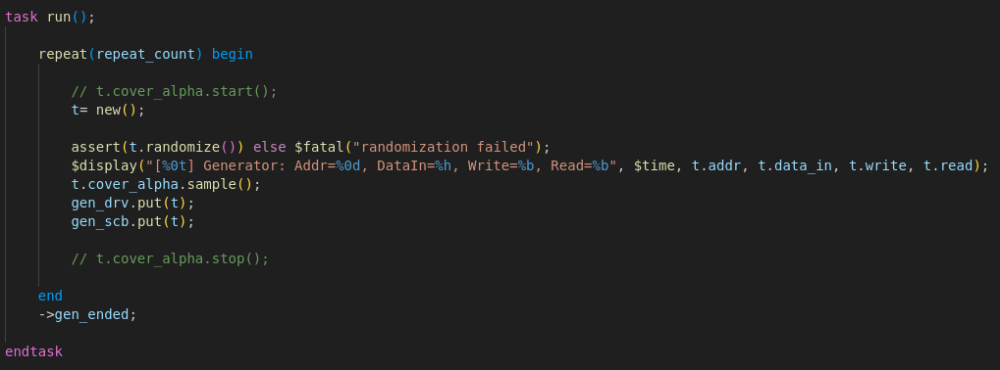 task run();
repeat(repeat_count) begin
// t.cover_alpha.start();
t= new();
assert(t.randomize()) else $fatal("randomization failed");
$display("[%0t] Generator: Addr=%0d, DataIn=%h, Write=%b, Read=%b", $time, t.addr, t.data_in, t.write, t.read);
t.cover_alpha.sample();
gen_drv.put(t);
gen_scb.put(t);
// t.cover_alpha.stop();
end
->gen_ended;
endtask